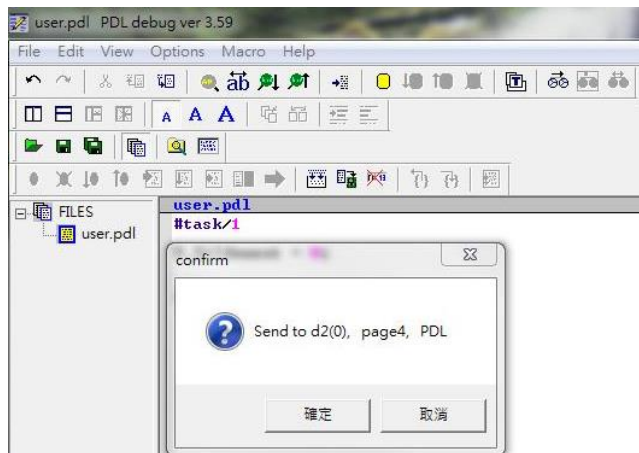 user.pdl PDL debug ver 3.59
File Edit View Options Macro Help
FILES
user.pdl
user.pdl
#task/1
confirm
Send to d2(0), page4, PDL
確定
取消